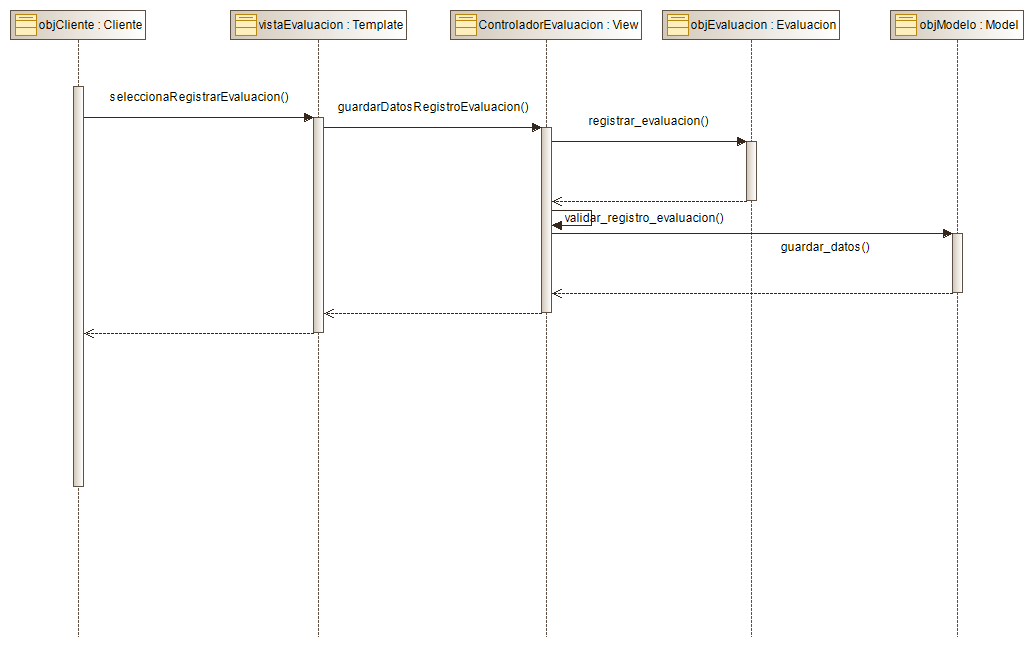 objCliente : Cliente
vistaEvaluacion : Template
ControladorEvaluacion : View
objEvaluacion : Evaluacion
objModelo : Model
seleccionaRegistrarEvaluacion()
guardarDatosRegistroEvaluacion()
registrar_evaluacion()
validar_registro_evaluacion()
guardar_datos()